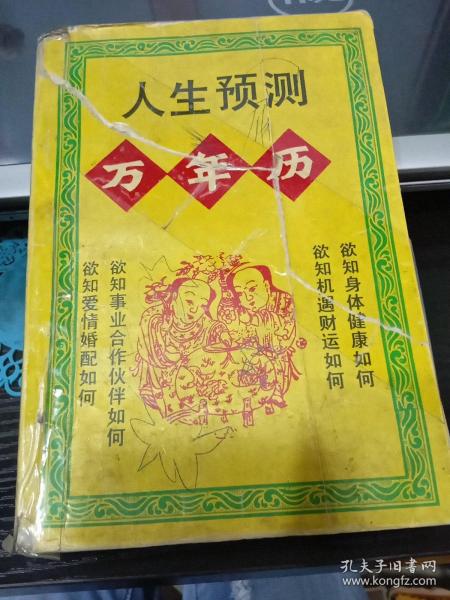 人生预测
万年历
欲知身体健康如何
欲知机遇财运如何
欲知事业合作伙伴如何
欲知爱情婚配如何
孔夫子旧书网
www.kongfz.com